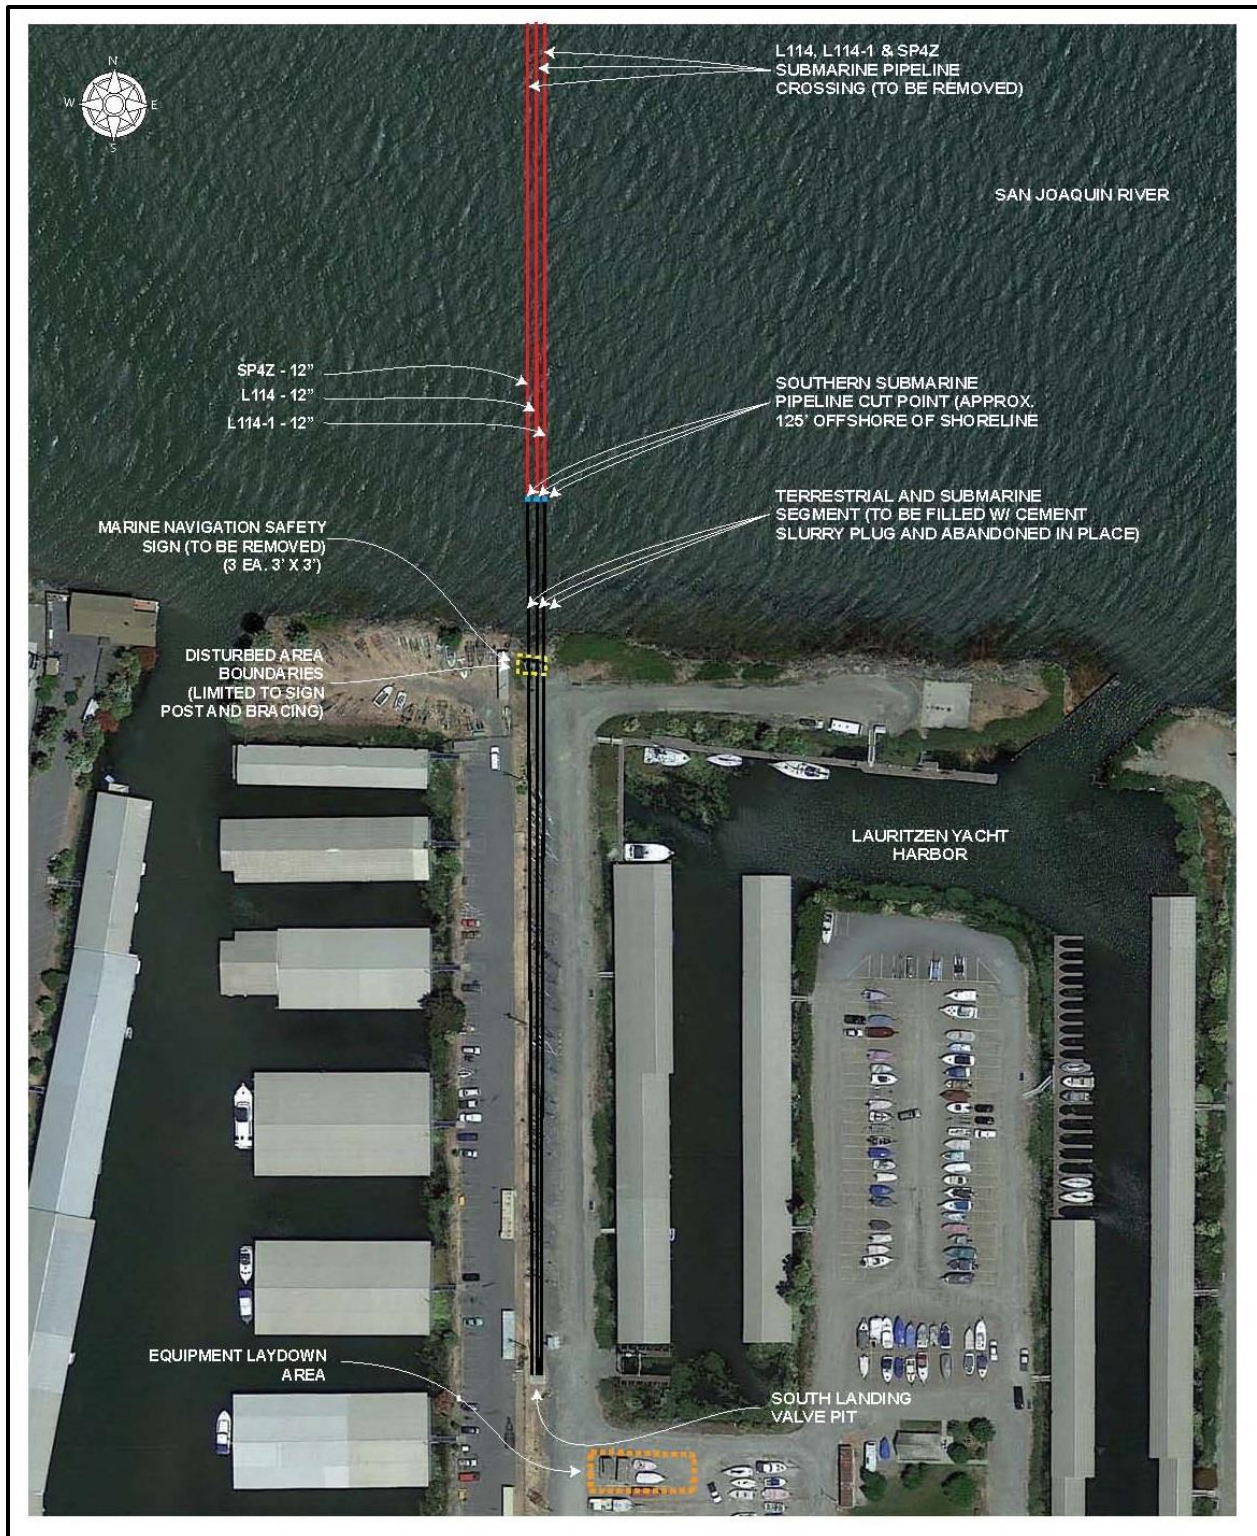 N
W
E
S
L114, L114-1 & SP4Z
SUBMARINE PIPELINE
CROSSING (TO BE REMOVED)
SAN JOAQUIN RIVER
SP4Z - 12”
L114 - 12”
L114-1 - 12”
SOUTHERN SUBMARINE
PIPELINE CUT POINT (APPROX.
125’ OFFSHORE OF SHORELINE
MARINE NAVIGATION SAFETY
SIGN (TO BE REMOVED)
(3 EA. 3’ X 3’)
TERRESTRIAL AND SUBMARINE
SEGMENT (TO BE FILLED W/ CEMENT
SLURRY PLUG AND ABANDONED IN PLACE)
DISTURBED AREA
BOUNDARIES
(LIMITED TO SIGN
POST AND BRACING)
LAURITZEN YACHT
HARBOR
EQUIPMENT LAYDOWN
AREA
SOUTH LANDING
VALVE PIT